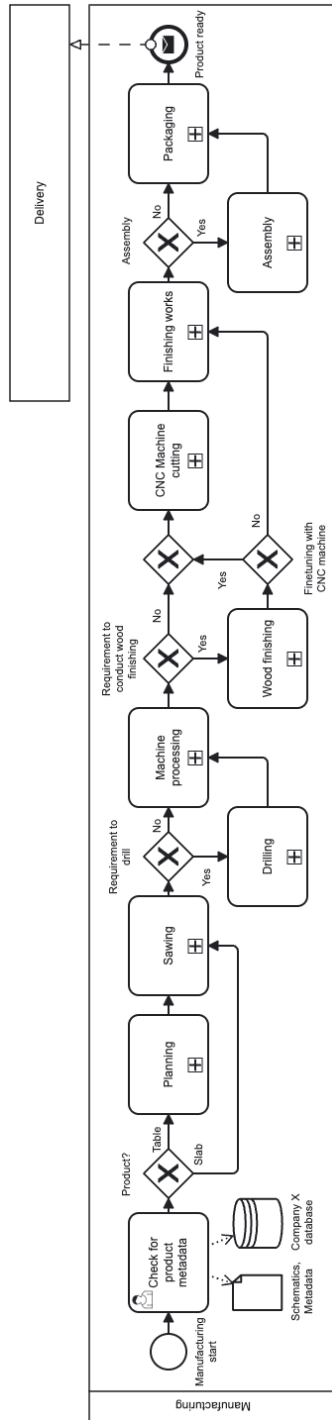 Delivery
Manufacturing
Manufacturing
start
Check for
product
metadata
Schematics,
Metadata
Company X
database
Product?
Table
Slab
Planning
Sawing
Requirement to
drill
No
Yes
Drilling
Machine
processing
Requirement to
conduct wood
finishing
No
Yes
Wood finishing
Finetuning with
CNC machine
Yes
No
CNC Machine
cutting
Finishing works
Assembly
No
Yes
Assembly
Packaging
Product ready